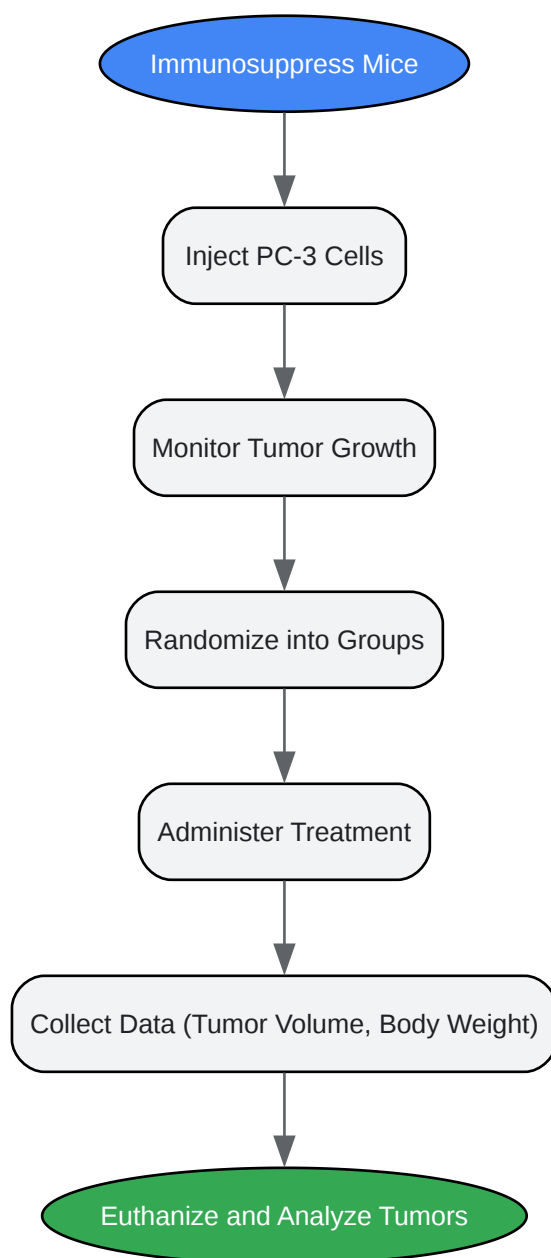 Immunosuppress Mice
Inject PC-3 Cells
Monitor Tumor Growth
Randomize into Groups
Administer Treatment
Collect Data (Tumor Volume, Body Weight)
Euthanize and Analyze Tumors